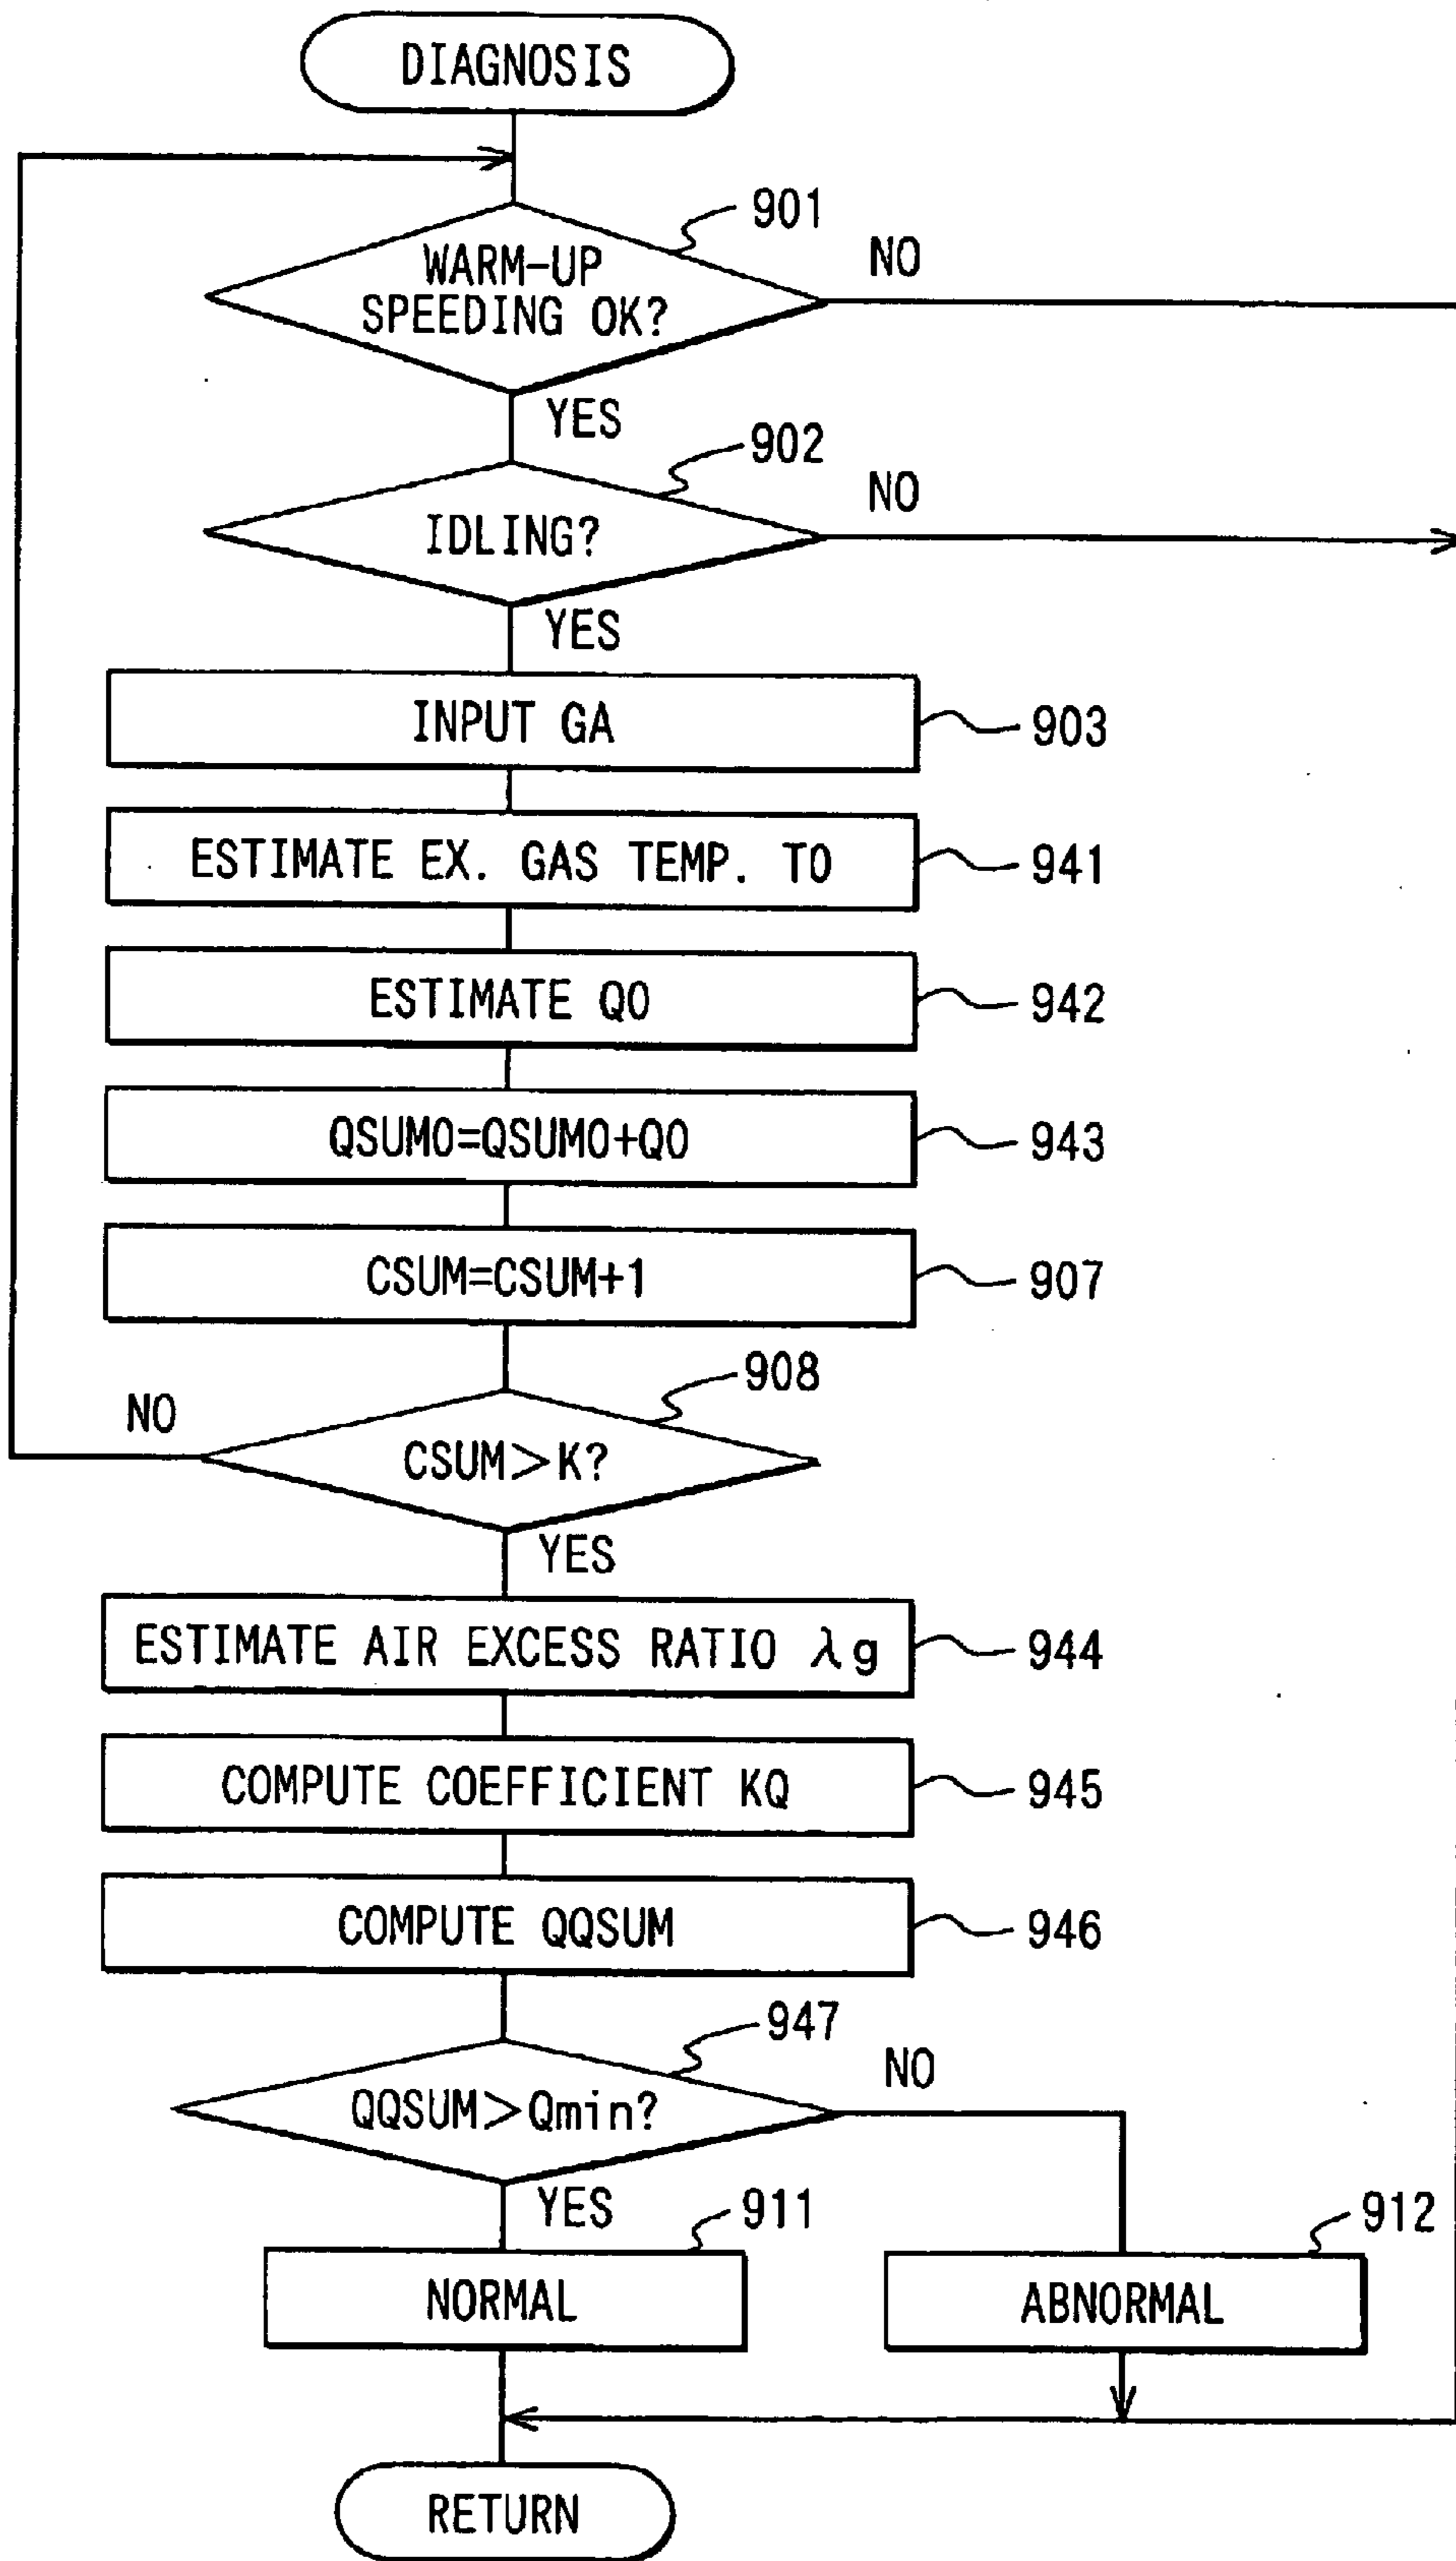 DIAGNOSIS
901
WARM-UP
SPEEDING OK?
NO
YES
902
IDLING?
NO
YES
INPUT GA
903
ESTIMATE EX. GAS TEMP. T0
941
ESTIMATE Q0
942
QSUM0=QSUM0+Q0
943
CSUM=CSUM+1
907
908
NO
CSUM>K?
YES
ESTIMATE AIR EXCESS RATIO λg
944
COMPUTE COEFFICIENT KQ
945
COMPUTE QQSUM
946
947
QQSUM>Qmin?
NO
YES
911
NORMAL
912
ABNORMAL
RETURN